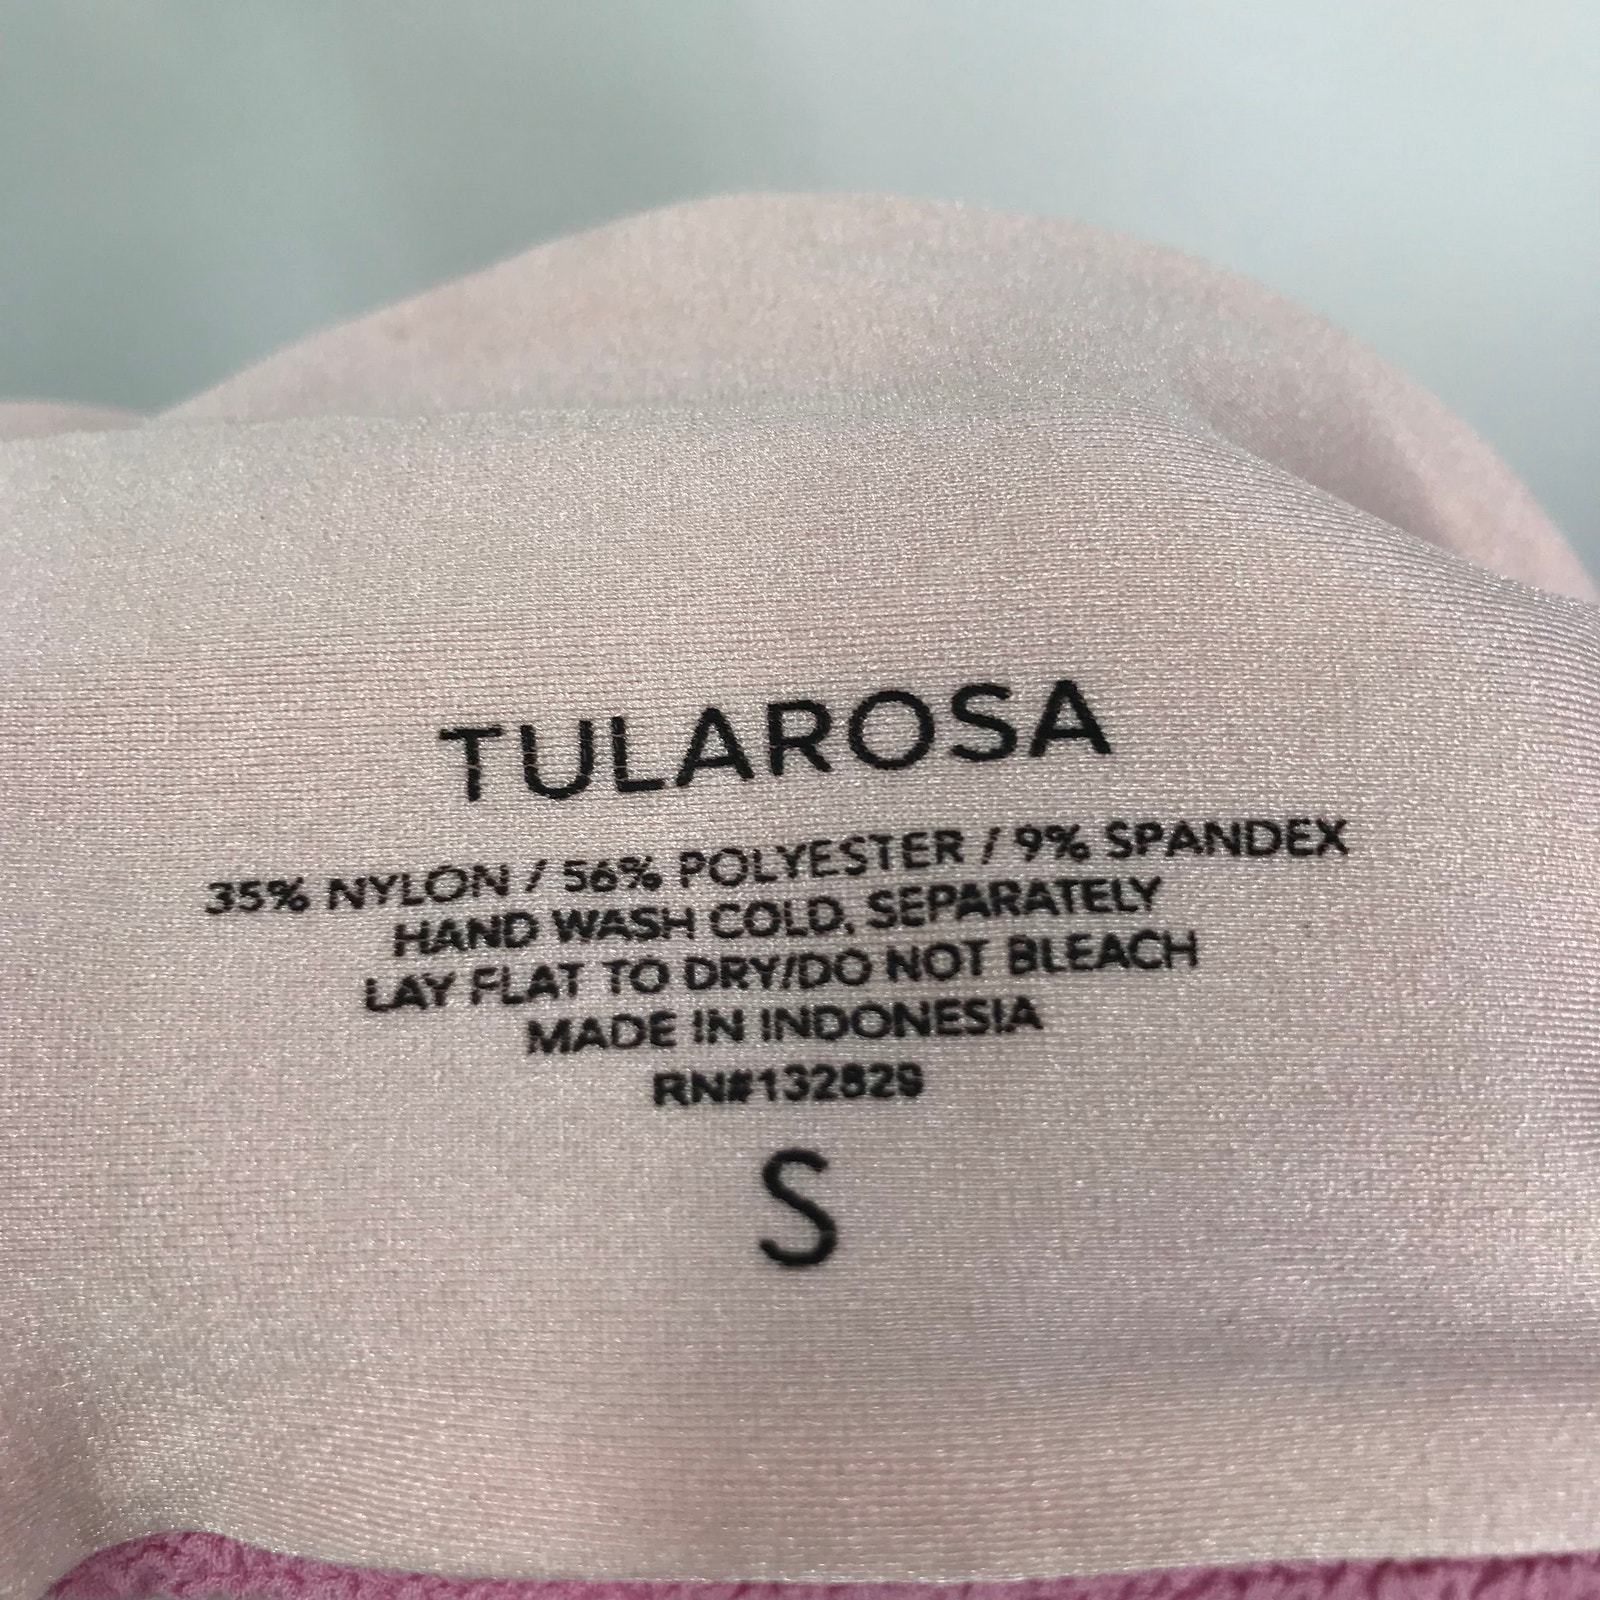 TULAROSA
35% NYLON / 56% POLYESTER / 9% SPANDEX
HAND WASH COLD, SEPARATELY
LAY FLAT TO DRY/DO NOT BLEACH
MADE IN INDONESIA
RN#132829
S